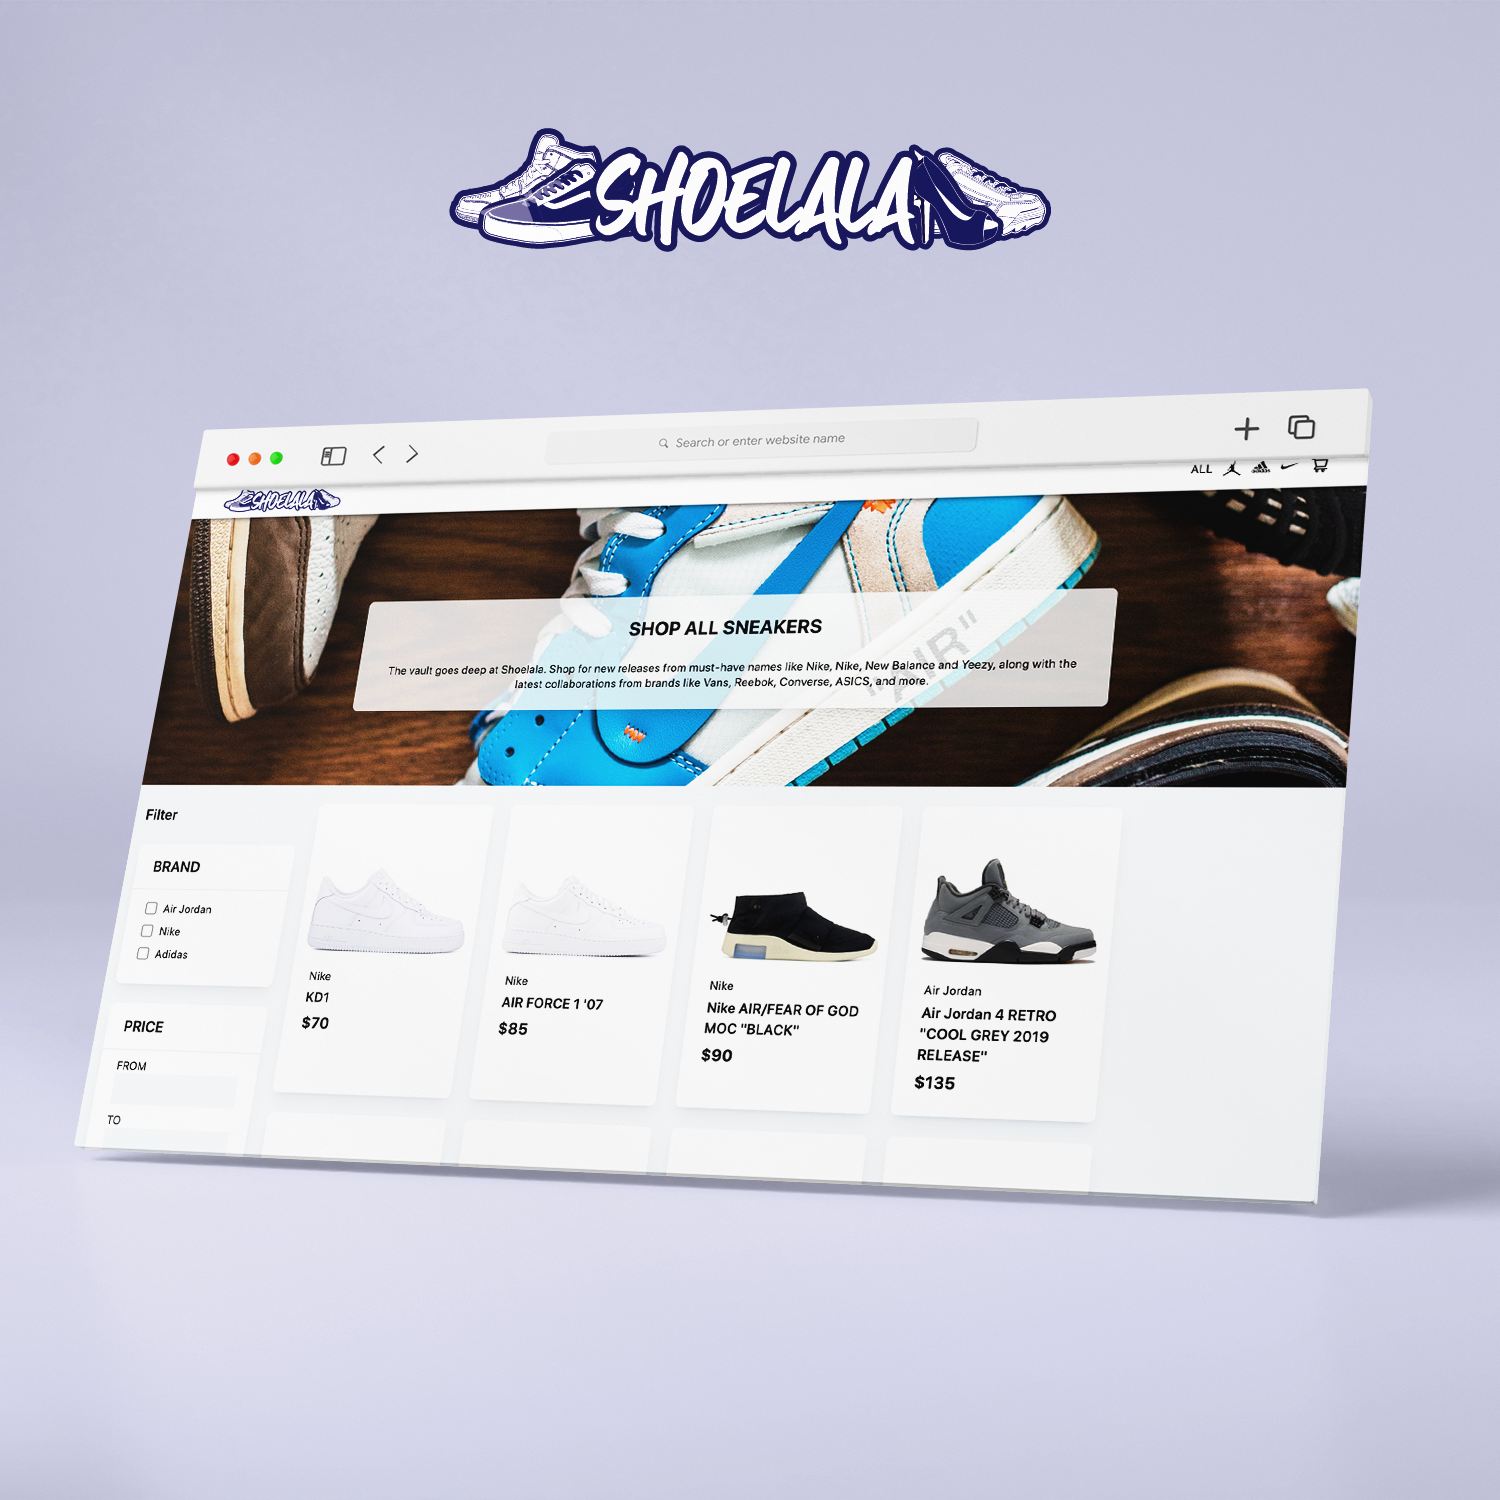 SHOELALA
Search or enter website name
SHOELALA
ALL
adidas
"AIR"
SHOP ALL SNEAKERS
The vault goes deep at Shoelala. Shop for new releases from must-have names like Nike, Nike, New Balance and Yeezy, along with the
latest collaborations from brands like Vans, Reebok, Converse, ASICS, and more.
Filter
BRAND
Air Jordan
Nike
Adidas
PRICE
FROM
TO
Nike
KD1
$70
Nike
AIR FORCE 1 '07
$85
Nike
Nike AIR/FEAR OF GOD
MOC "BLACK"
$90
Air Jordan
Air Jordan 4 RETRO
"COOL GREY 2019
RELEASE"
$135